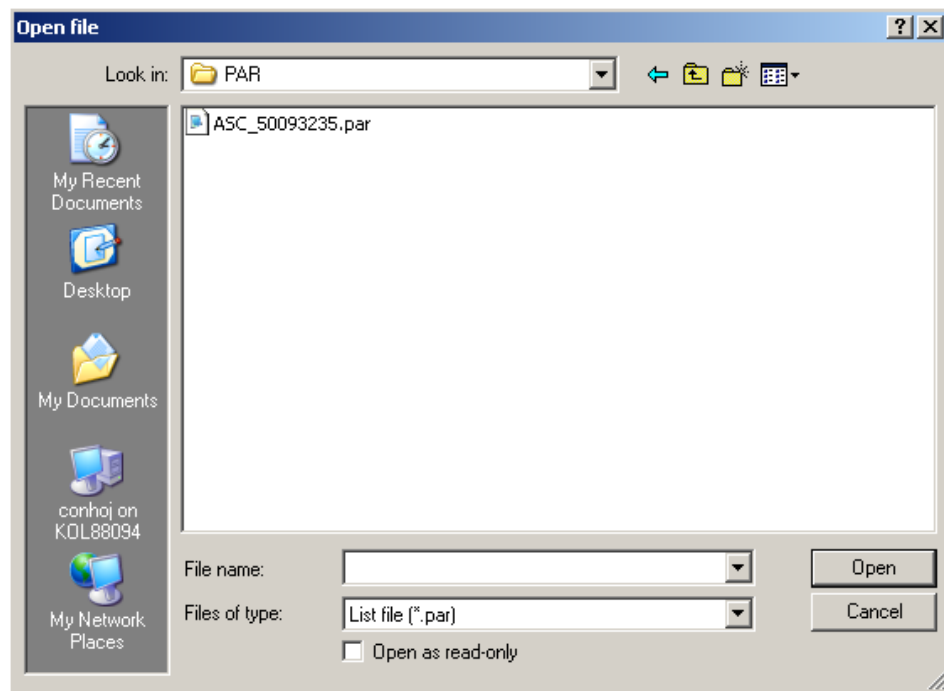 Open file
Look in:
PAR
My Recent
Documents
Desktop
My Documents
conhoj on
KOL88094
My Network
Places
ASC_50093235.par
File name:
Open
Files of type:
List file (*.par)
Cancel
Open as read-only